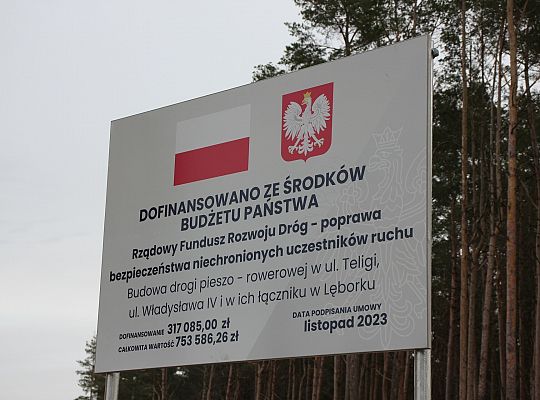 DOFINANSOWANO ZE ŚRODKÓW
BUDŻETU PAŃSTWA
Rządowy Fundusz Rozwoju Dróg - poprawa
bezpieczeństwa niechronionych uczestników ruchu
Budowa drogi pieszo - rowerowej w ul. Teligi,
ul. Władysława IV i w ich łączniku w Lęborku
DOFINANSOWANIE 317 085,00 zł
CAŁKOWITA WARTOŚĆ 753 586,26 zł
DATA PODPISANIA UMOWY
listopad 2023